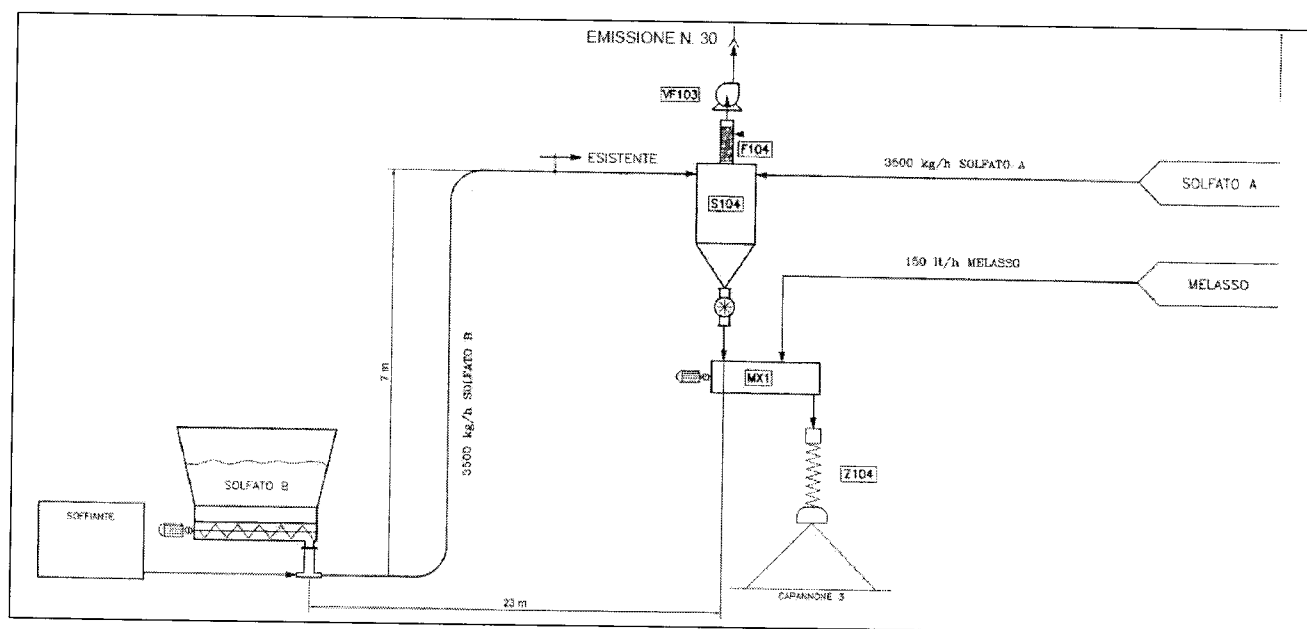 EMISSIONE N. 30
VF103
F104
ESISTENTE
3500 kg/h SOLFATO A
SOLFATO A
S104
150 lt/h MELASSO
MELASSO
7 m
3500 kg/h SOLFATO B
MX1
SOLFATO B
Z104
SOFFIANTE
23 m
CAPANNONE 3